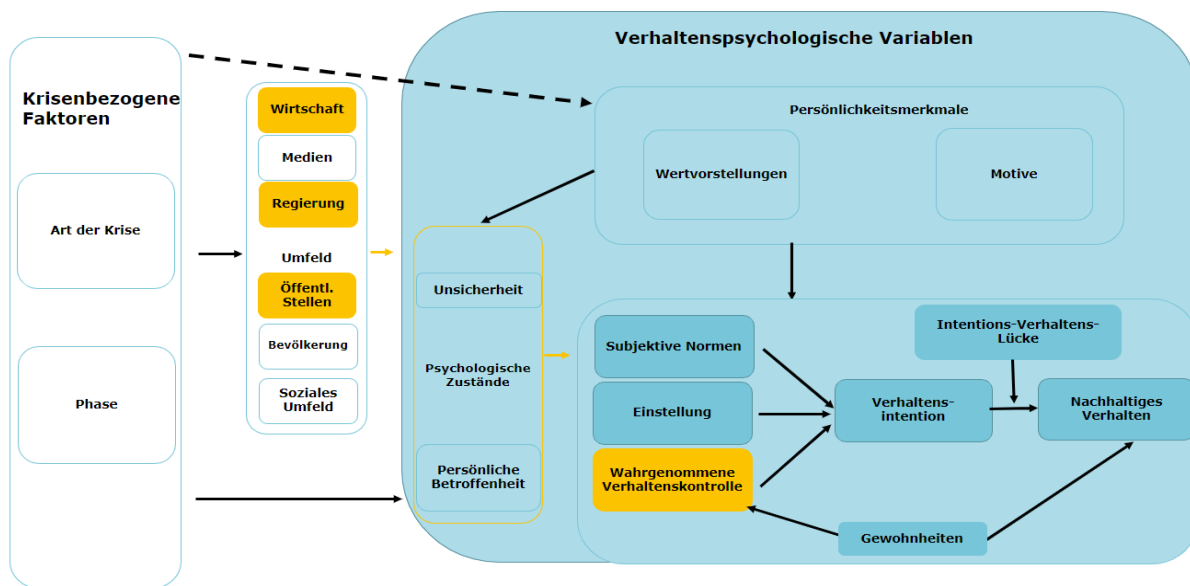 Verhaltenspsychologische Variablen
Krisenbezogene
Faktoren
Art der Krise
Phase
Wirtschaft
Medien
Regierung
Umfeld
Öffentl.
Stellen
Bevölkerung
Soziales
Umfeld
Persönlichkeitsmerkmale
Wertvorstellungen
Motive
Unsicherheit
Psychologische
Zustände
Persönliche
Betroffenheit
Subjektive Normen
Einstellung
Wahrgenommene
Verhaltenskontrolle
Verhaltens-
intention
Intentions-Verhaltens-
Lücke
Nachhaltiges
Verhalten
Gewohnheiten